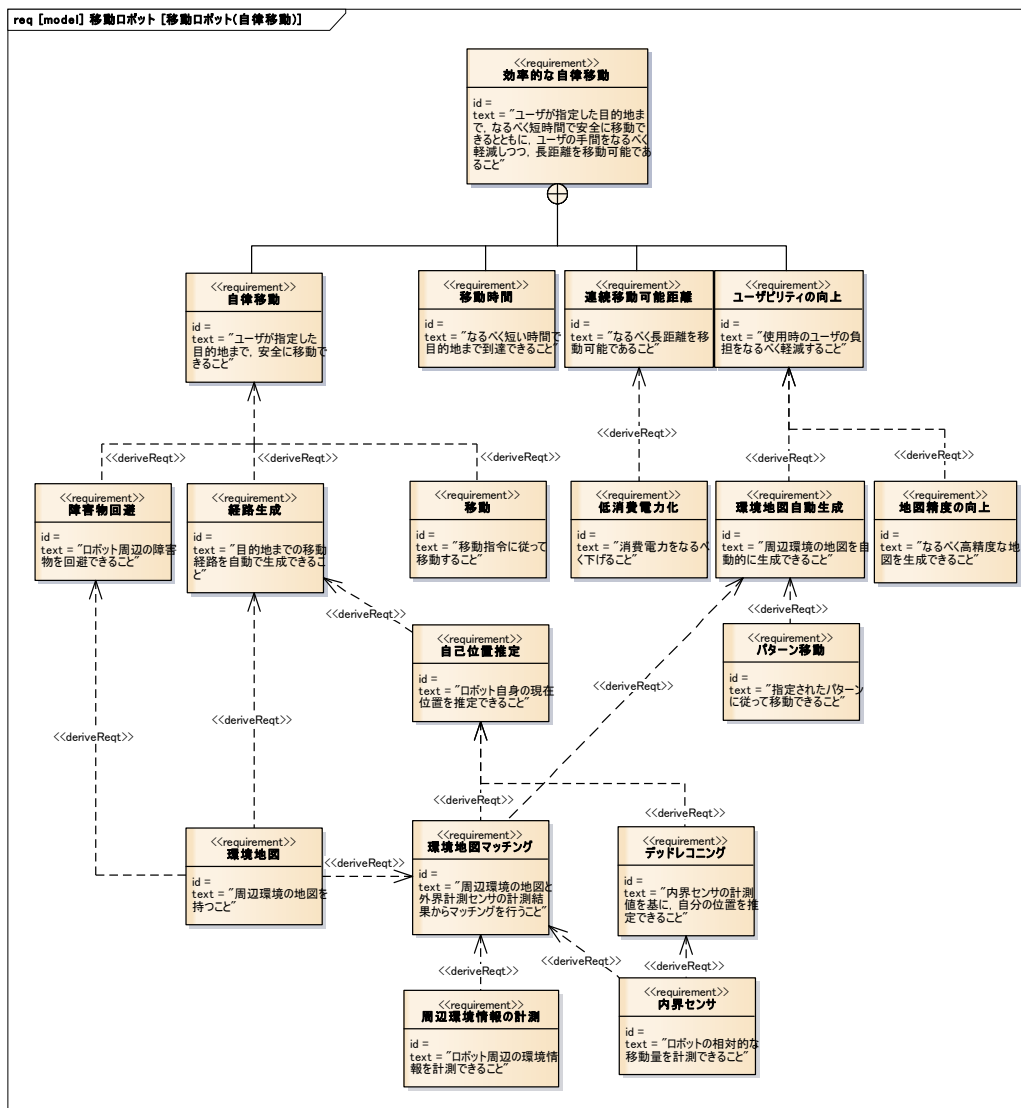 req [model] 移動ロボット [移動ロボット(自律移動)]
<<requirement>>
効率的な自律移動
id =
text = "ユーザが指定した目的地ま
で，なるべく短時間で安全に移動で
きるとともに，ユーザの手間をなるべく
軽減しつつ，長距離を移動可能であ
ること"
<<requirement>>
自律移動
id =
text = "ユーザが指定した
目的地まで，安全に移動で
きること"
<<requirement>>
移動時間
id =
text = "なるべく短い時間で
目的地まで到達できること"
<<requirement>>
連続移動可能距離
id =
text = "なるべく長距離を移
動可能であること"
<<requirement>>
ユーザビリティの向上
id =
text = "使用時のユーザの負
担をなるべく軽減すること"
<<deriveReqt>>
<<deriveReqt>>
<<deriveReqt>>
<<deriveReqt>>
<<deriveReqt>>
<<deriveReqt>>
<<requirement>>
障害物回避
id =
text = "ロボット周辺の障害
物を回避できること"
<<requirement>>
経路生成
id =
text = "目的地までの移動
経路を自動で生成できるこ
と"
<<requirement>>
移動
id =
text = "移動指令に従って
移動すること"
<<requirement>>
低消費電力化
id =
text = "消費電力をなるべ
く下げること"
<<requirement>>
環境地図自動生成
id =
text = "周辺環境の地図を自
動的に生成できること"
<<requirement>>
地図精度の向上
id =
text = "なるべく高精度な地
図を生成できること"
<<deriveReqt>>
<<deriveReqt>>
<<requirement>>
自己位置推定
id =
text = "ロボット自身の現在
位置を推定できること"
<<requirement>>
パターン移動
id =
text = "指定されたパターン
に従って移動できること"
<<deriveReqt>>
<<deriveReqt>>
<<deriveReqt>>
<<deriveReqt>>
<<deriveReqt>>
<<requirement>>
環境地図
id =
text = "周辺環境の地図を
持つこと"
<<deriveReqt>>
<<requirement>>
環境地図マッチング
id =
text = "周辺環境の地図と
外界計測センサの計測結
果からマッチングを行うこと"
<<requirement>>
デッドレコニング
id =
text = "内界センサの計測
値を基に，自分の位置を推
定できること"
<<deriveReqt>>
<<deriveReqt>>
<<deriveReqt>>
<<requirement>>
周辺環境情報の計測
id =
text = "ロボット周辺の環境情
報を計測できること"
<<requirement>>
内界センサ
id =
text = "ロボットの相対的な
移動量を計測できること"